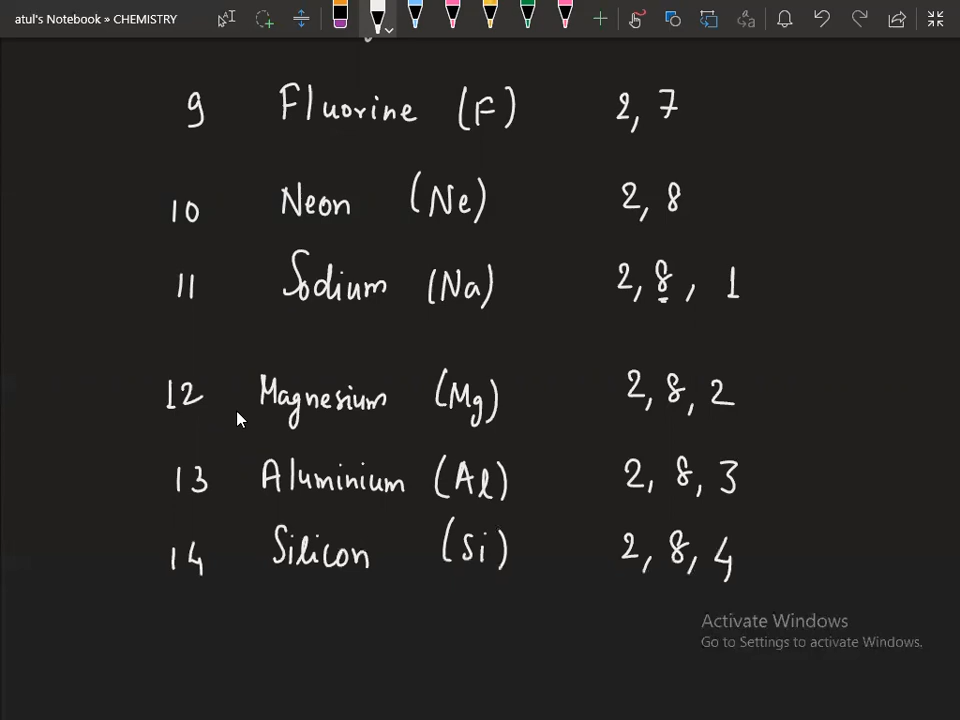 atul's Notebook » CHEMISTRY
9 Fluorine (F) 2, 7
10 Neon (Ne) 2, 8
11 Sodium (Na) 2, 8, 1
12 Magnesium (Mg) 2, 8, 2
13 Aluminium (Al) 2, 8, 3
14 Silicon (Si) 2, 8, 4
Activate Windows
Go to Settings to activate Windows.